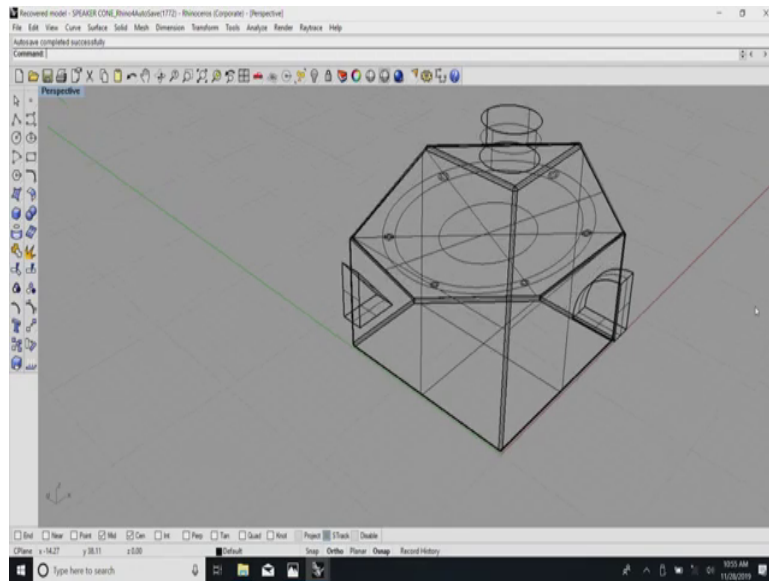 Recovered model - SPEAKER CONE_Rhino4AutoSave(1772) - Rhinoceros (Corporate) - [Perspective]
File Edit View Curve Surface Solid Mesh Dimension Transform Tools Analyze Render Raytrace Help
Autosave completed successfully
Command:
Perspective
End Near Point Mid Cen Int Perp Tan Quad Knot Project STrack Disable
CPlane x -14.27 y 38.11 z 0.00 Default Snap Ortho Planar Osnap Record History
Type here to search
10:55 AM
11/28/2019